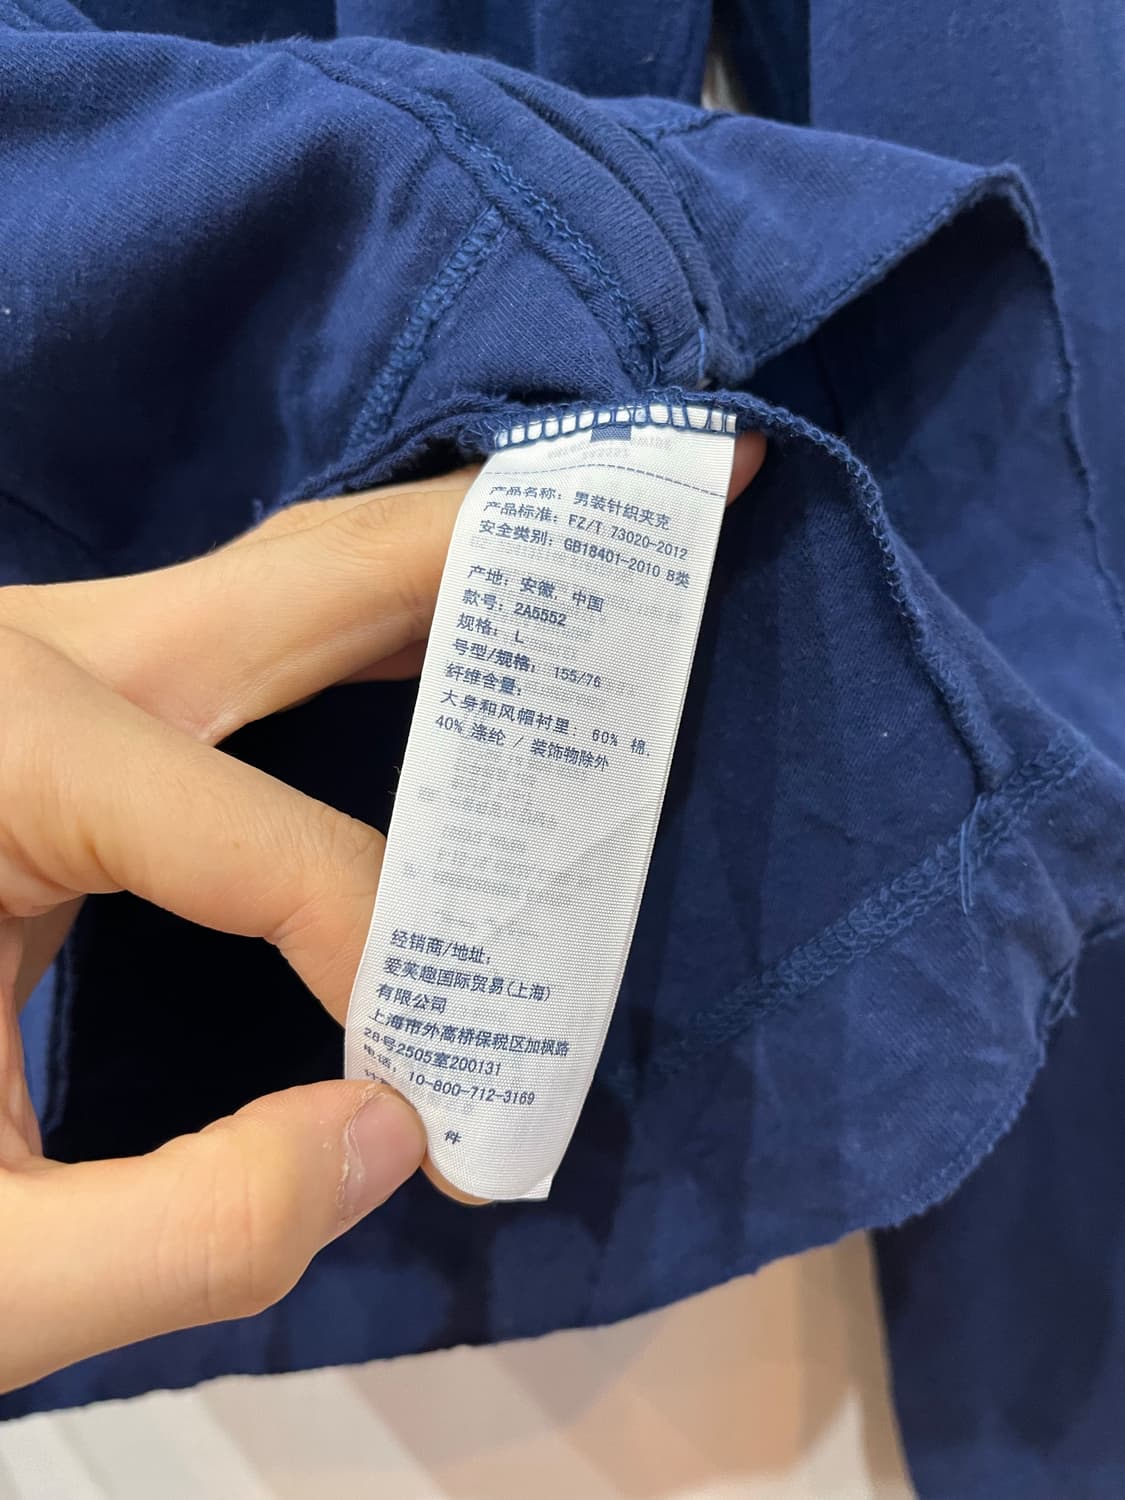 产品名称：男装针织夹克
产品标准：FZ/T 73020-2012
安全类别：GB18401-2010 B类
产地：安徽，中国
款号：2A5552
规格：L
号型/规格：155/76
纤维含量：
大身和风帽衬里：60% 棉，
40% 涤纶 / 装饰物除外
经销商/地址：
爱芙趣国际贸易(上海)
有限公司
上海市外高桥保税区加枫路
28号2505室200131
电话：10-800-712-3169
件